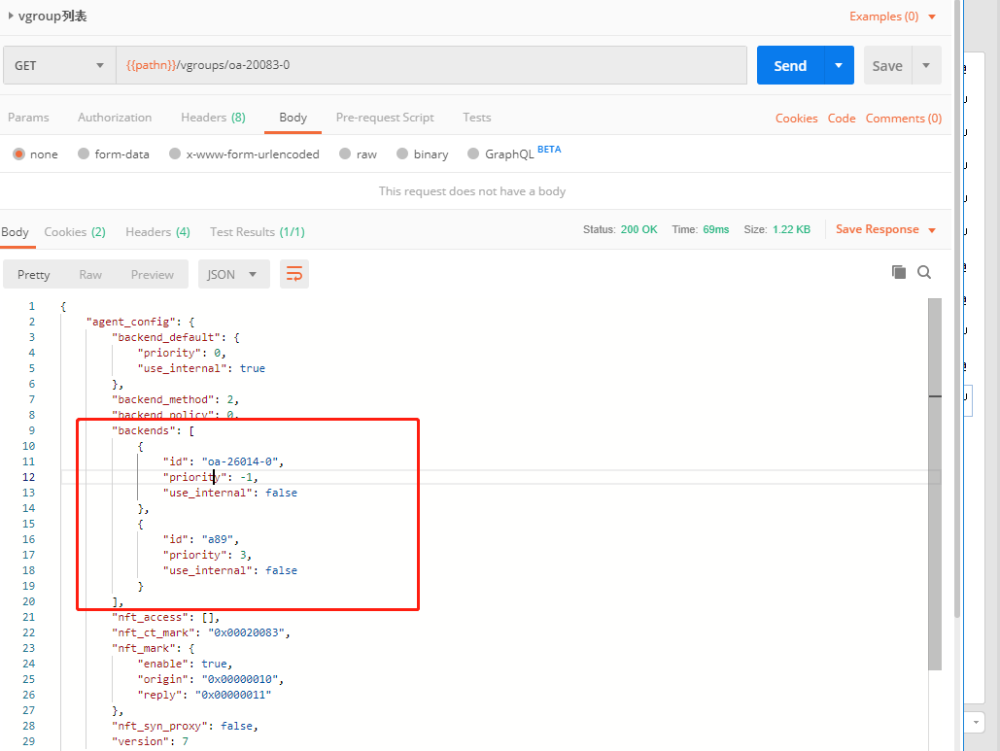 vgroup列表 Examples (0)
GET {{pathn}}/vgroups/oa-20083-0 Send Save
Params Authorization Headers (8) Body Pre-request Script Tests Cookies Code Comments (0)
none form-data x-www-form-urlencoded raw binary GraphQL BETA
This request does not have a body
Body Cookies (2) Headers (4) Test Results (1/1) Status: 200 OK Time: 69ms Size: 1.22 KB Save Response
Pretty Raw Preview JSON
1 {
2 "agent_config": {
3 "backend_default": {
4 "priority": 0,
5 "use_internal": true
6 },
7 "backend_method": 2,
8 "backend_policy": 0,
9 "backends": [
10 {
11 "id": "oa-26014-0",
12 "priority": -1,
13 "use_internal": false
14 },
15 {
16 "id": "a89",
17 "priority": 3,
18 "use_internal": false
19 }
20 ],
21 "nft_access": [],
22 "nft_ct_mark": "0x00020083",
23 "nft_mark": {
24 "enable": true,
25 "origin": "0x00000010",
26 "reply": "0x00000011"
27 },
28 "nft_syn_proxy": false,
29 "version": 7